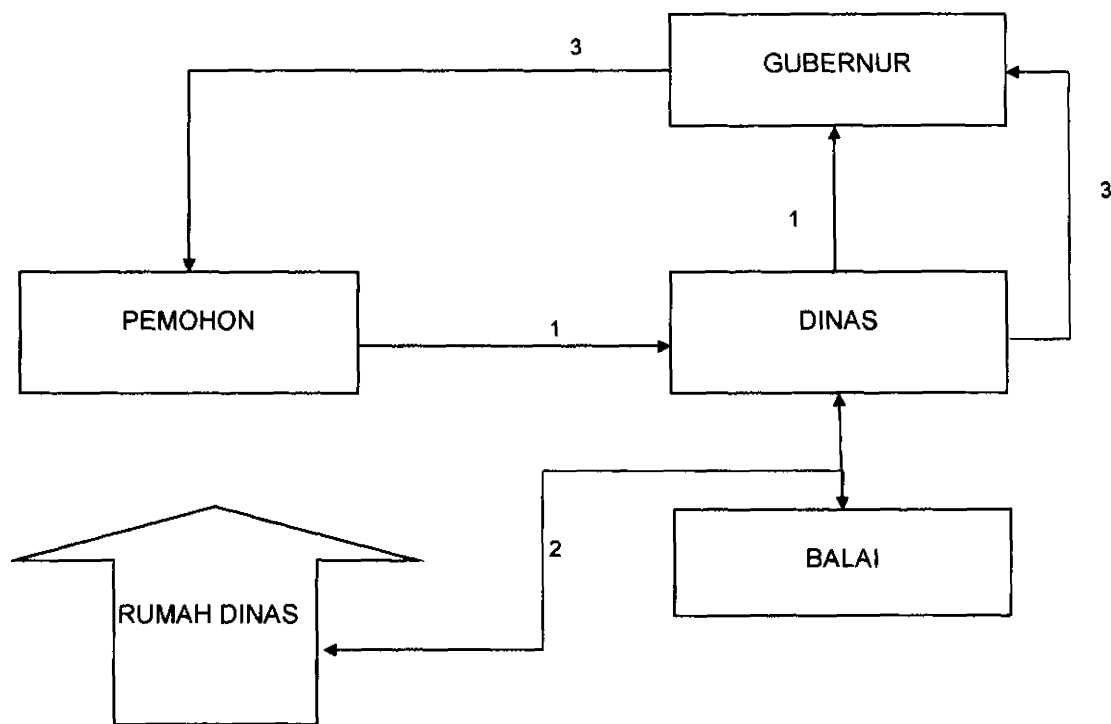 3
GUBERNUR
3
1
PEMOHON
1
DINAS
2
BALAI
RUMAH DINAS